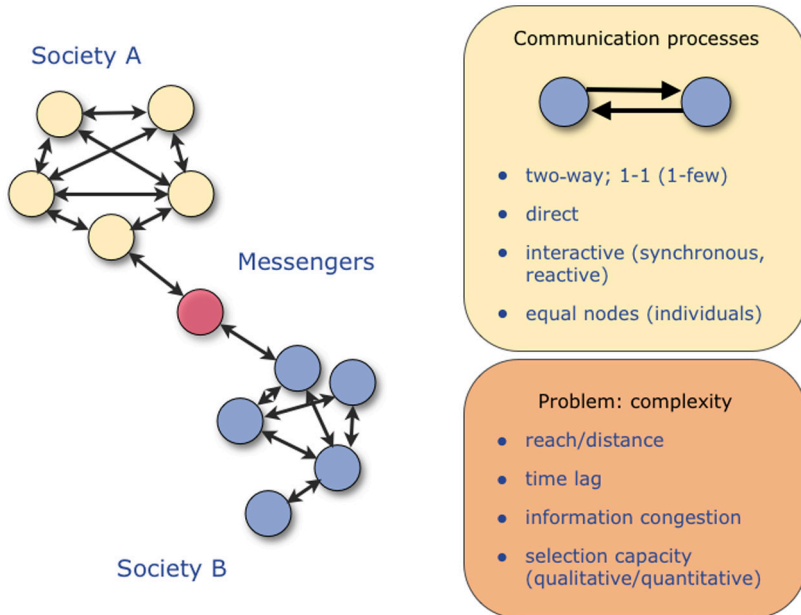 Society A
Messengers
Society B
Communication processes
• two-way; 1-1 (1-few)
• direct
• interactive (synchronous,
reactive)
• equal nodes (individuals)
Problem: complexity
• reach/distance
• time lag
• information congestion
• selection capacity
(qualitative/quantitative)